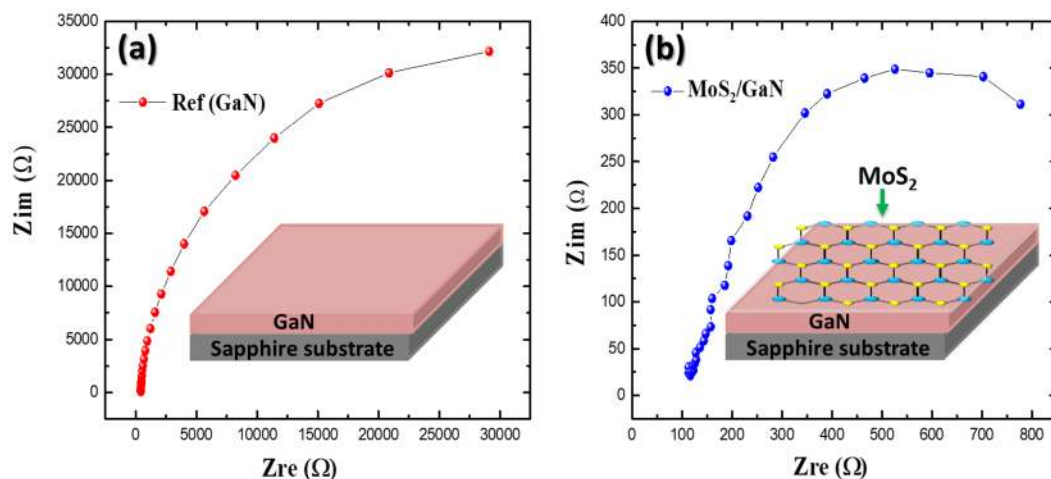 (a)
Ref (GaN)
35000
30000
25000
20000
15000
10000
5000
0
Zim (Ω)
GaN
Sapphire substrate
0 5000 10000 15000 20000 25000 30000
Zre (Ω)
(b)
MoS2/GaN
400
350
300
250
200
150
100
50
0
Zim (Ω)
MoS2
GaN
Sapphire substrate
0 100 200 300 400 500 600 700 800
Zre (Ω)